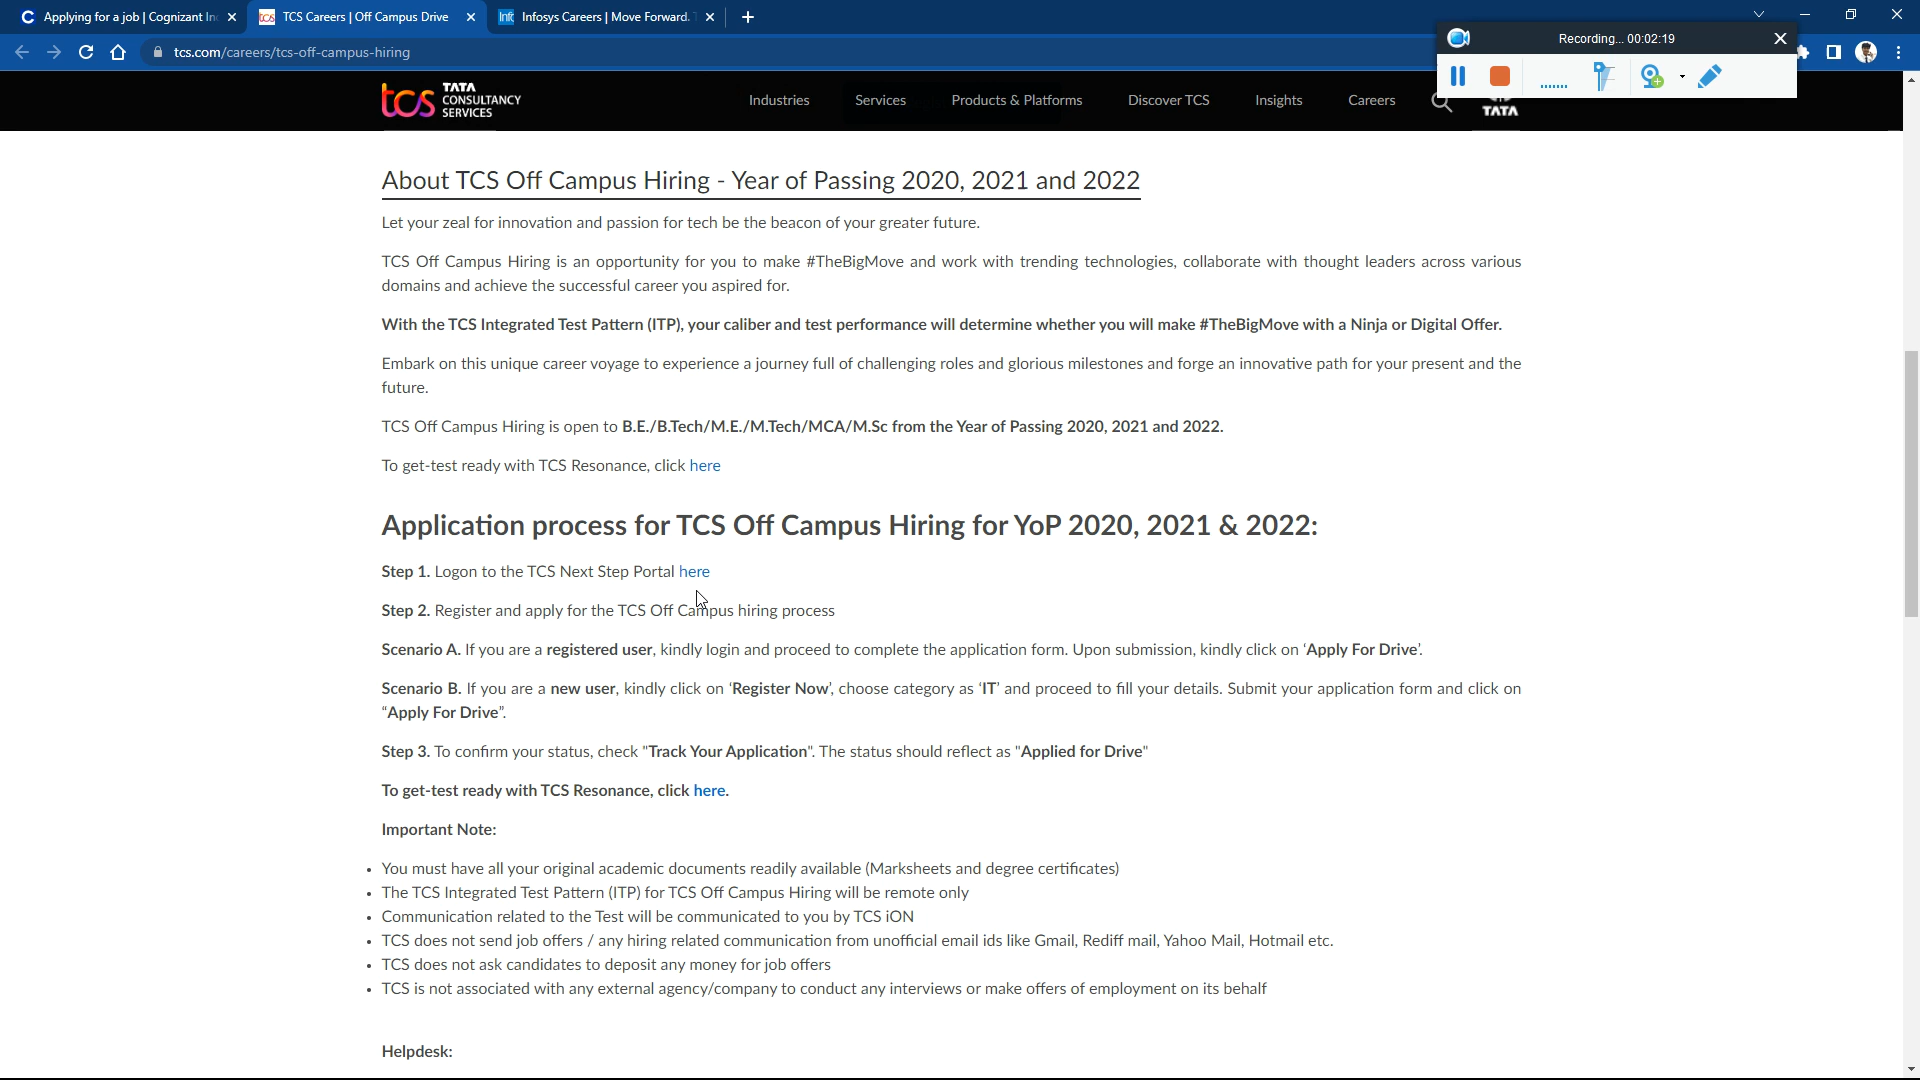 Applying for a job | Cognizant In
TCS Careers | Off Campus Drive
Infosys Careers | Move Forward.
Recording... 00:02:19
tcs.com/careers/tcs-off-campus-hiring
tcs TATA CONSULTANCY SERVICES
Industries
Services
Products & Platforms
Discover TCS
Insights
Careers
TATA
About TCS Off Campus Hiring - Year of Passing 2020, 2021 and 2022
Let your zeal for innovation and passion for tech be the beacon of your greater future.
TCS Off Campus Hiring is an opportunity for you to make #TheBigMove and work with trending technologies, collaborate with thought leaders across various
domains and achieve the successful career you aspired for.
With the TCS Integrated Test Pattern (ITP), your caliber and test performance will determine whether you will make #TheBigMove with a Ninja or Digital Offer.
Embark on this unique career voyage to experience a journey full of challenging roles and glorious milestones and forge an innovative path for your present and the
future.
TCS Off Campus Hiring is open to B.E./B.Tech/M.E./M.Tech/MCA/M.Sc from the Year of Passing 2020, 2021 and 2022.
To get-test ready with TCS Resonance, click here
Application process for TCS Off Campus Hiring for YoP 2020, 2021 & 2022:
Step 1. Logon to the TCS Next Step Portal here
Step 2. Register and apply for the TCS Off Campus hiring process
Scenario A. If you are a registered user, kindly login and proceed to complete the application form. Upon submission, kindly click on ‘Apply For Drive’.
Scenario B. If you are a new user, kindly click on ‘Register Now’, choose category as ‘IT’ and proceed to fill your details. Submit your application form and click on
“Apply For Drive”.
Step 3. To confirm your status, check "Track Your Application". The status should reflect as "Applied for Drive"
To get-test ready with TCS Resonance, click here.
Important Note:
• You must have all your original academic documents readily available (Marksheets and degree certificates)
• The TCS Integrated Test Pattern (ITP) for TCS Off Campus Hiring will be remote only
• Communication related to the Test will be communicated to you by TCS iON
• TCS does not send job offers / any hiring related communication from unofficial email ids like Gmail, Rediff mail, Yahoo Mail, Hotmail etc.
• TCS does not ask candidates to deposit any money for job offers
• TCS is not associated with any external agency/company to conduct any interviews or make offers of employment on its behalf
Helpdesk: